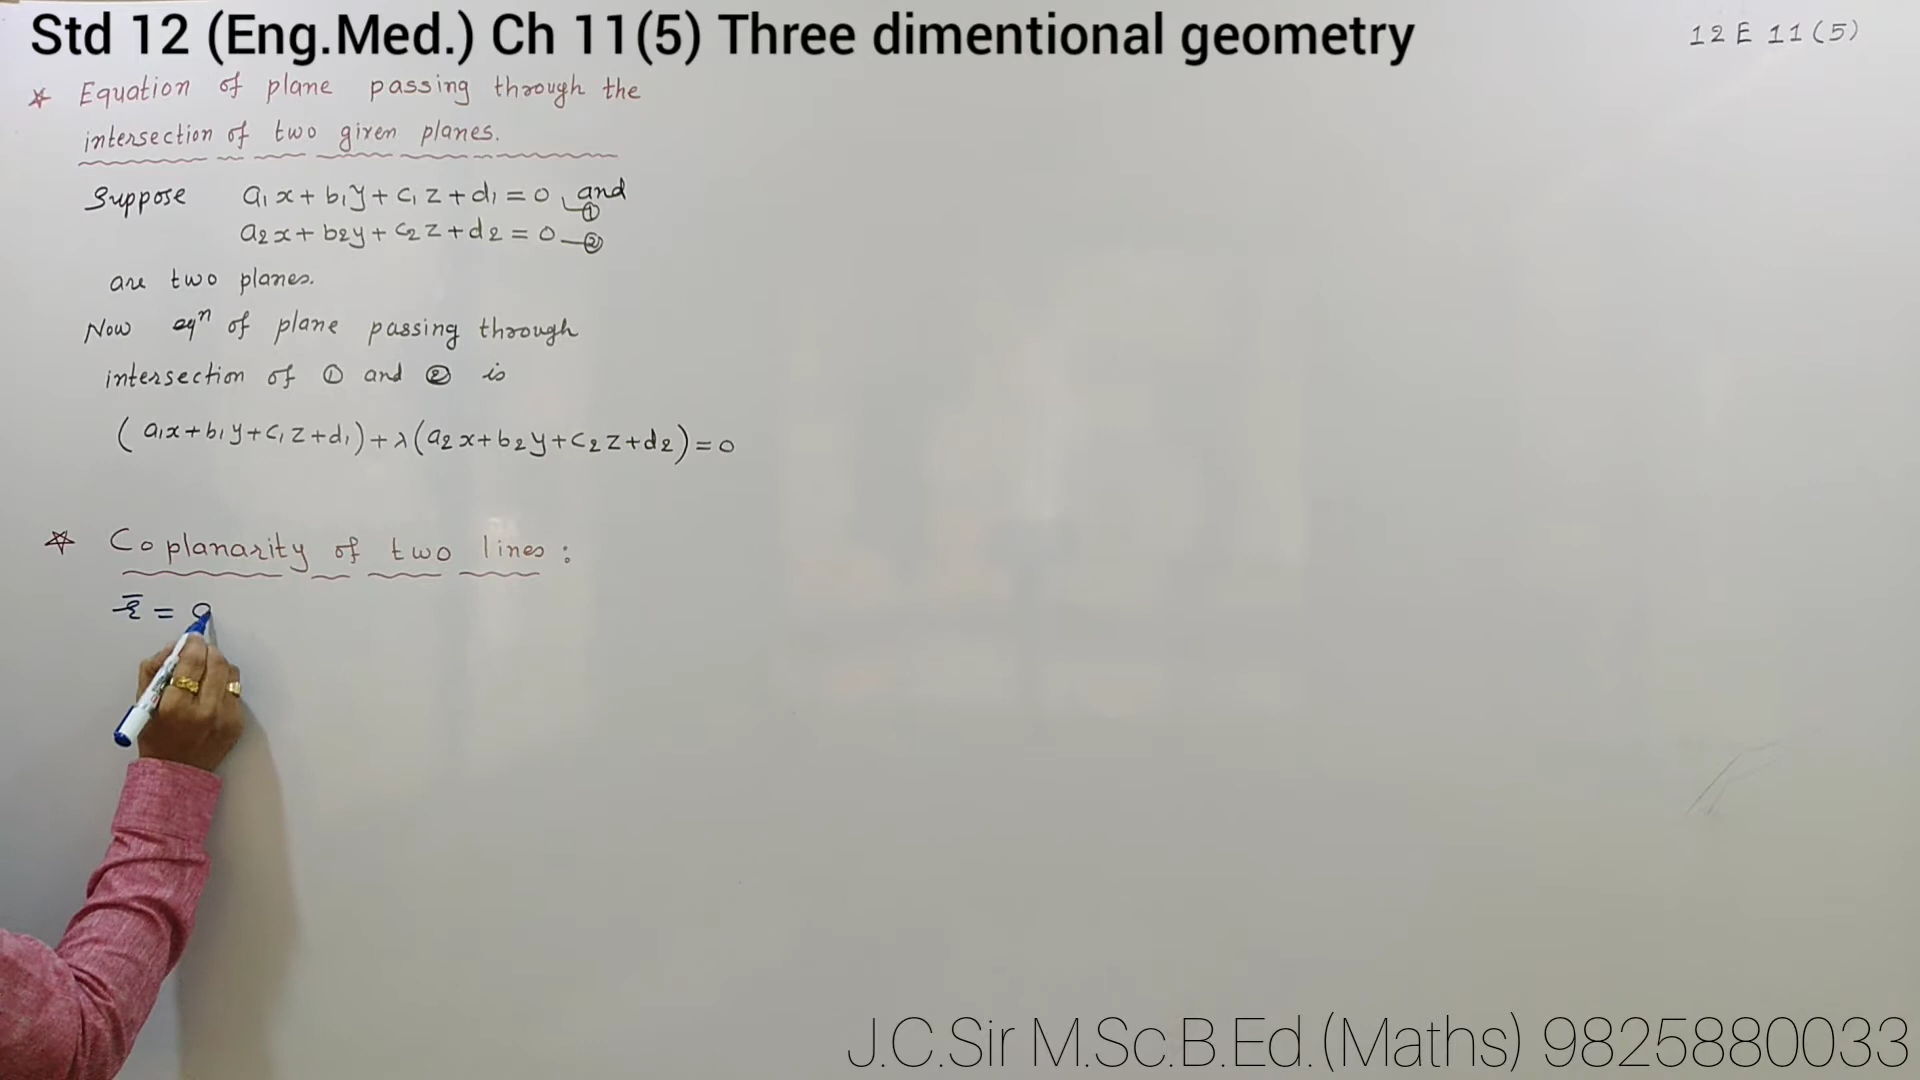 Std 12 (Eng.Med.) Ch 11(5) Three dimentional geometry
12 E 11(5)
* Equation of plane passing through the
intersection of two given planes.
Suppose a₁x + b₁y + c₁z + d₁ = 0 and
①
a₂x + b₂y + c₂z + d₂ = 0 — ②
are two planes.
Now eqⁿ of plane passing through
intersection of ① and ② is
(a₁x+b₁y+c₁z+d₁)+λ(a₂x+b₂y+c₂z+d₂)=0
☆ Coplanarity of two lines :
r̄ =
J.C.Sir M.Sc.B.Ed.(Maths) 9825880033